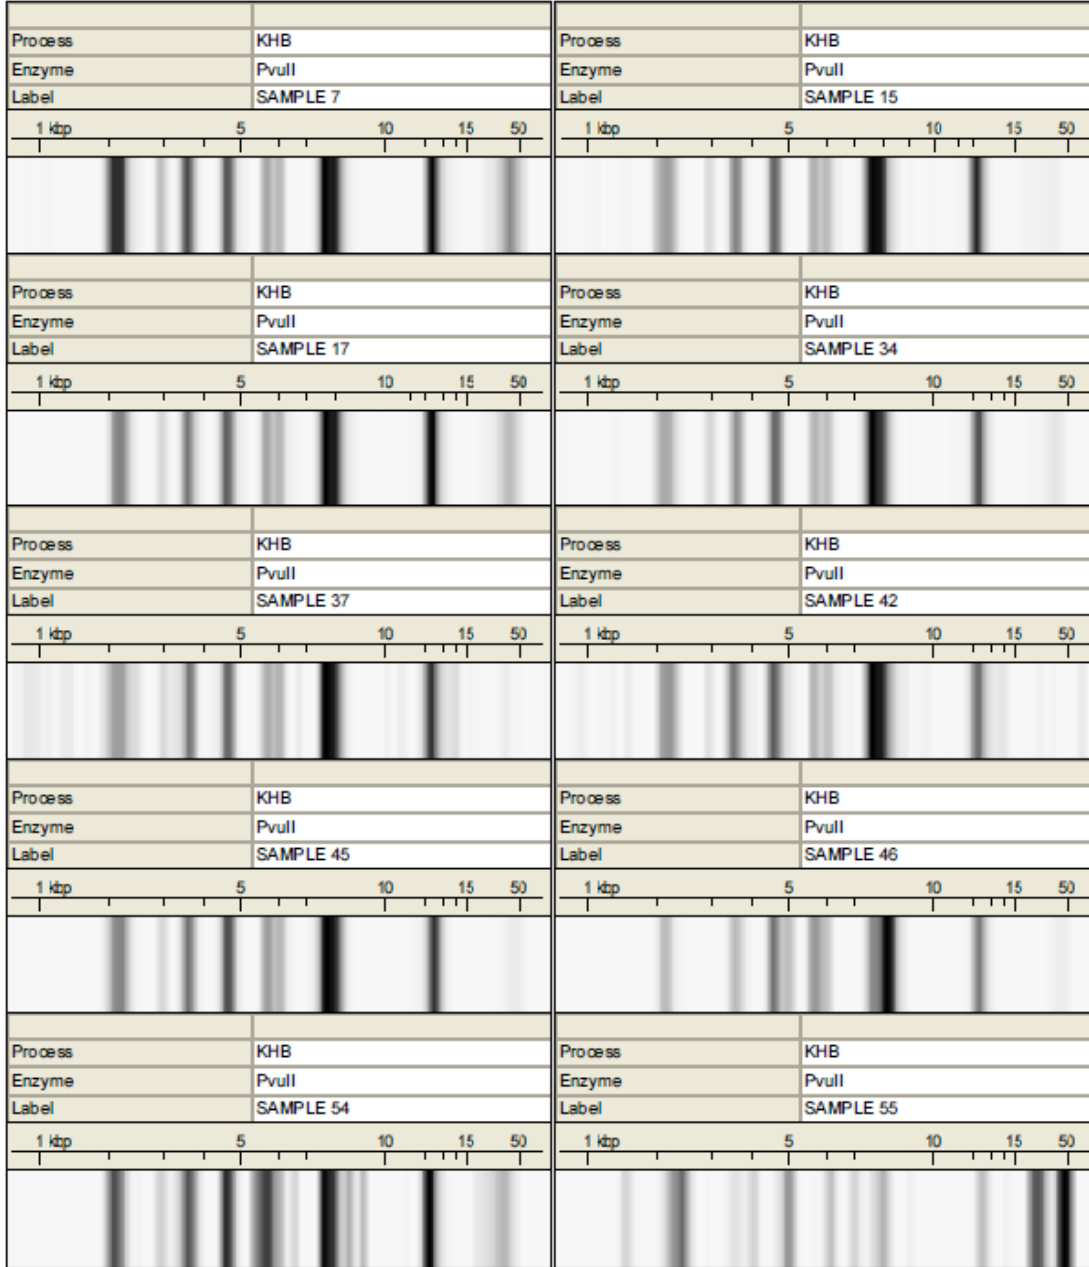 Process KHB
Enzyme PvuII
Label SAMPLE 7
1 kbp 5 10 15 50
Process KHB
Enzyme PvuII
Label SAMPLE 15
1 kbp 5 10 15 50
Process KHB
Enzyme PvuII
Label SAMPLE 17
1 kbp 5 10 15 50
Process KHB
Enzyme PvuII
Label SAMPLE 34
1 kbp 5 10 15 50
Process KHB
Enzyme PvuII
Label SAMPLE 37
1 kbp 5 10 15 50
Process KHB
Enzyme PvuII
Label SAMPLE 42
1 kbp 5 10 15 50
Process KHB
Enzyme PvuII
Label SAMPLE 45
1 kbp 5 10 15 50
Process KHB
Enzyme PvuII
Label SAMPLE 46
1 kbp 5 10 15 50
Process KHB
Enzyme PvuII
Label SAMPLE 54
1 kbp 5 10 15 50
Process KHB
Enzyme PvuII
Label SAMPLE 55
1 kbp 5 10 15 50